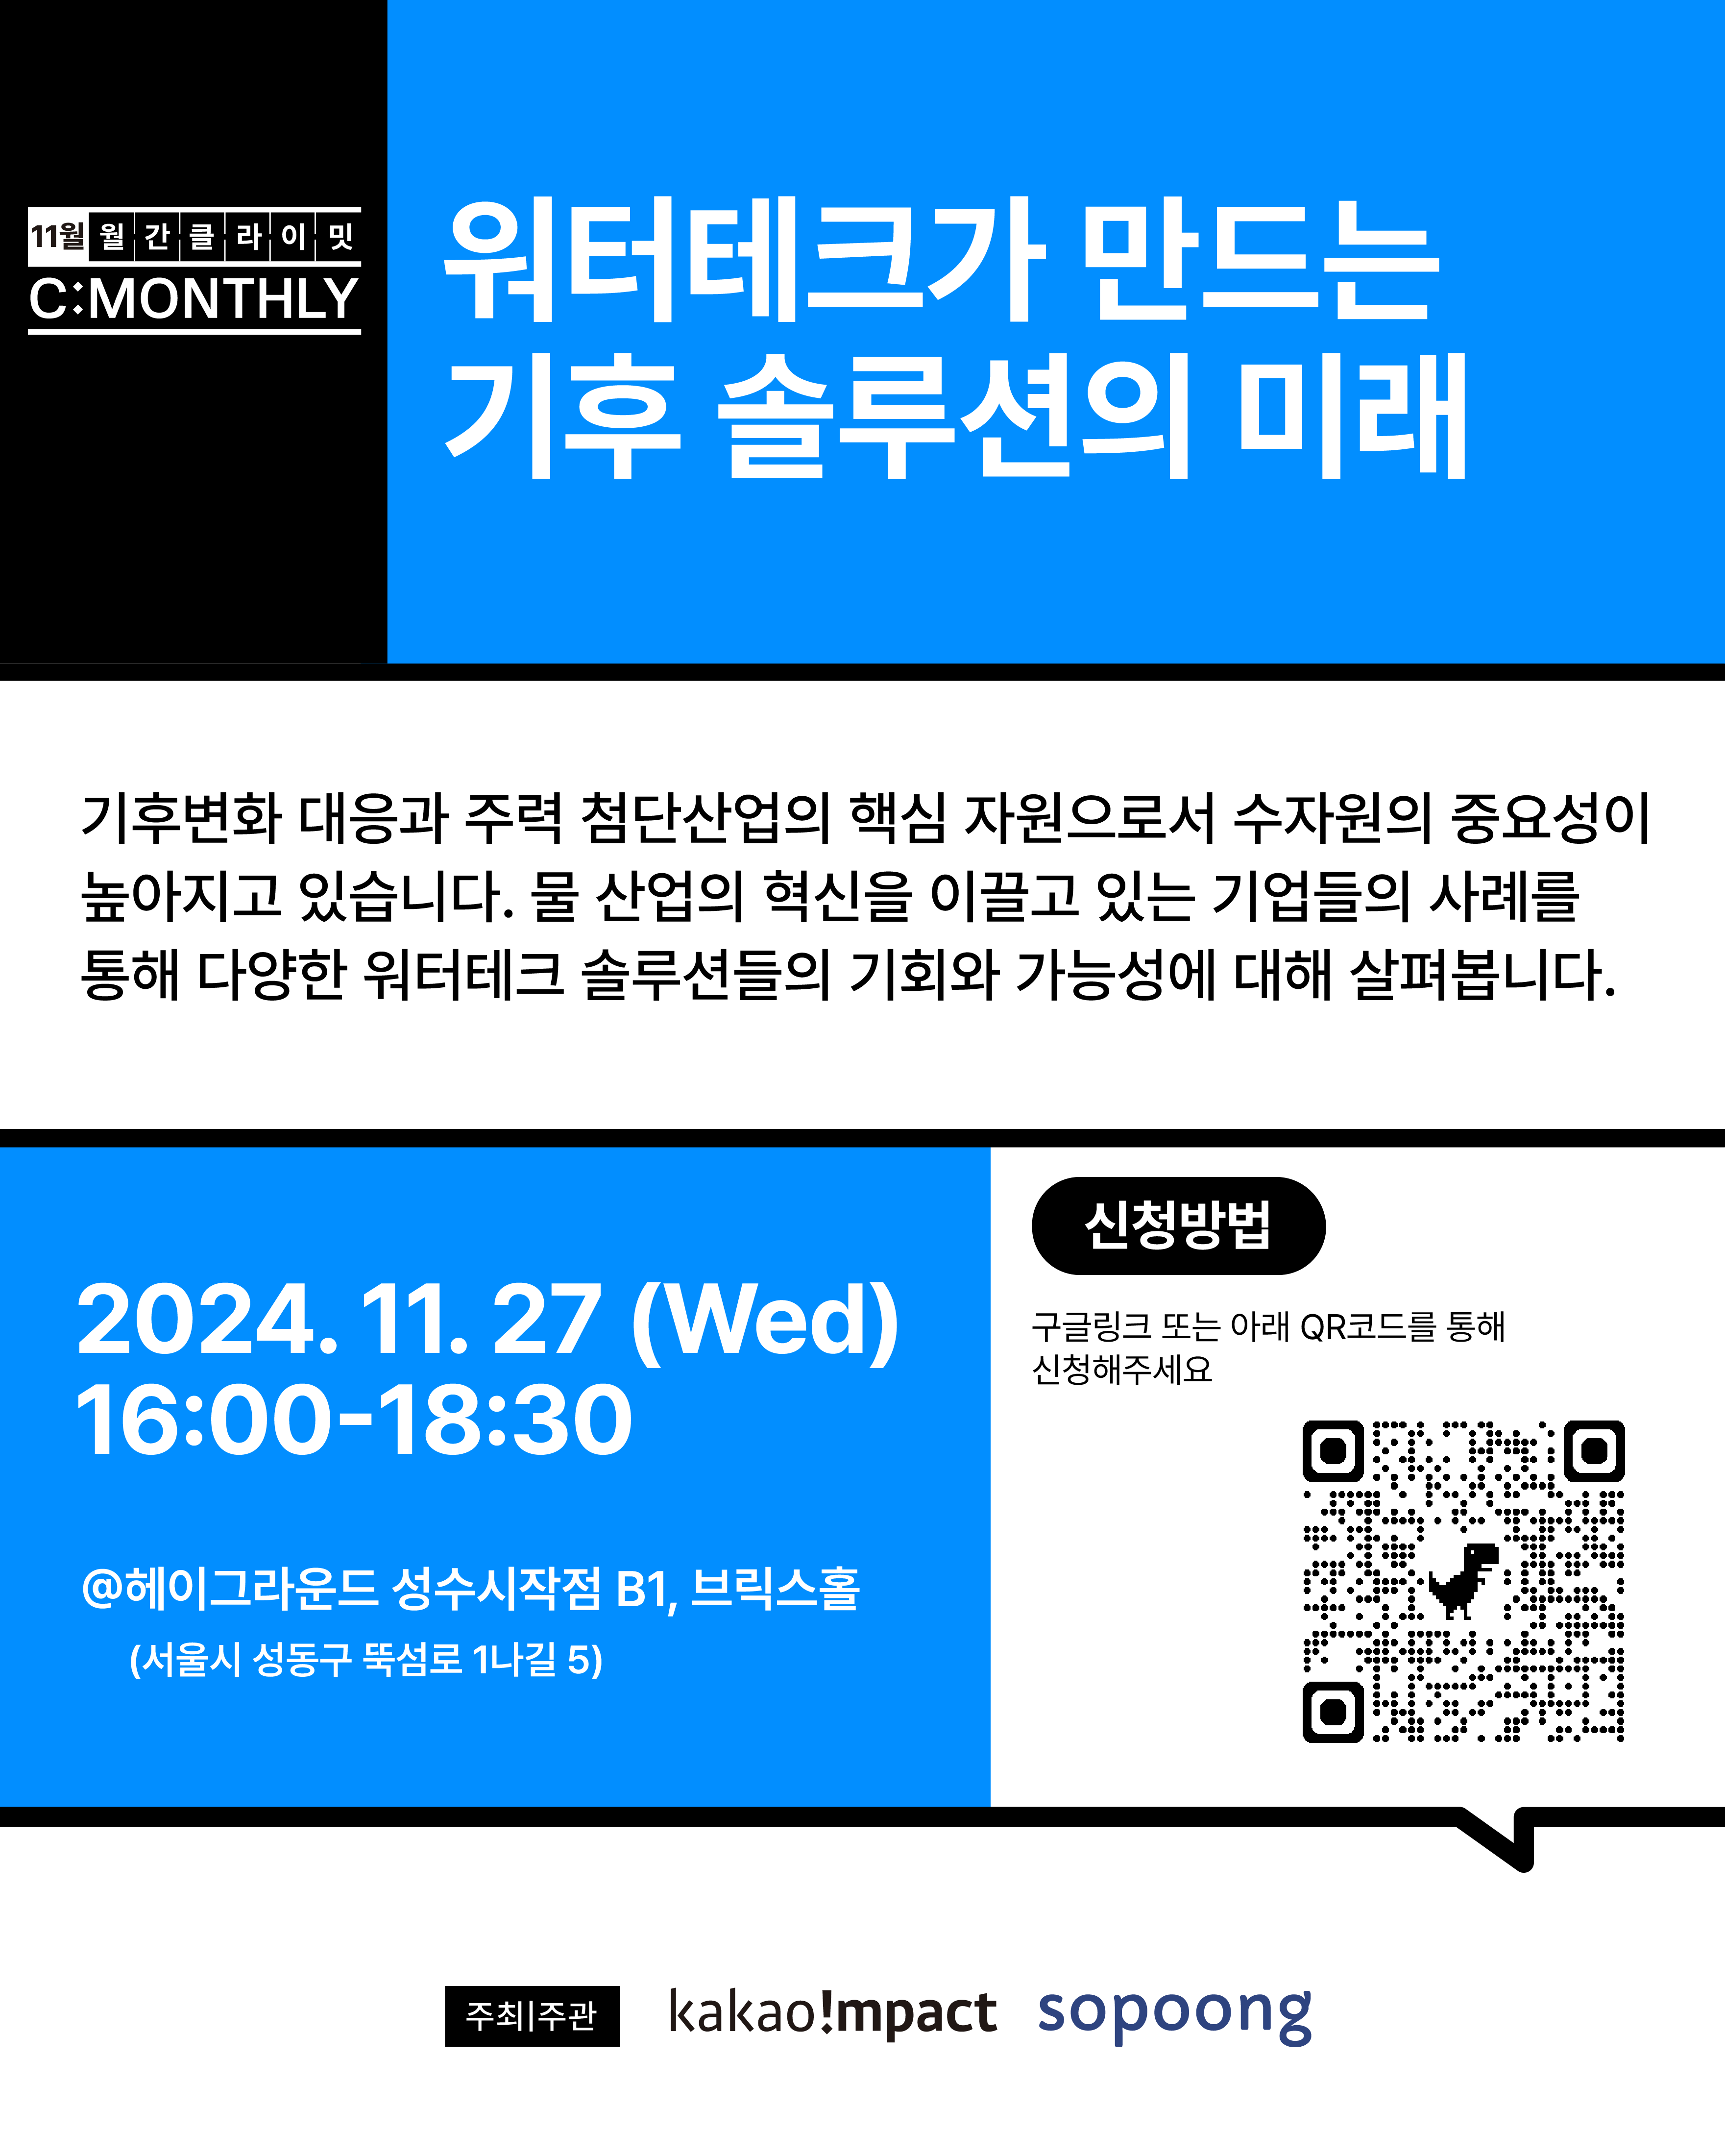 11월 월간클라이밋
C:MONTHLY
워터테크가 만드는
기후 솔루션의 미래
기후변화 대응과 주력 첨단산업의 핵심 자원으로서 수자원의 중요성이
높아지고 있습니다. 물 산업의 혁신을 이끌고 있는 기업들의 사례를
통해 다양한 워터테크 솔루션들의 기회와 가능성에 대해 살펴봅니다.
2024. 11. 27 (Wed)
16:00-18:30
@헤이그라운드 성수시작점 B1, 브릭스홀
(서울시 성동구 뚝섬로 1나길 5)
신청방법
구글링크 또는 아래 QR코드를 통해
신청해주세요
주최|주관 kakao!mpact sopoong